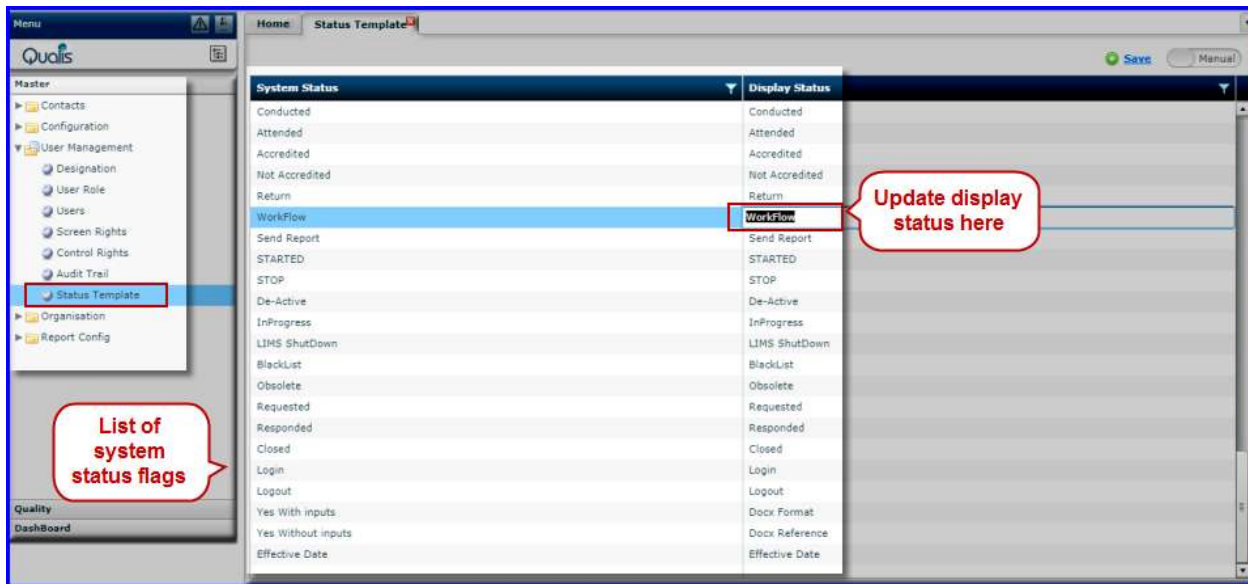 Menu
Qualis
Master
Contacts
Configuration
User Management
Designation
User Role
Users
Screen Rights
Control Rights
Audit Trail
Status Template
Organisation
Report Config
List of
system
status flags
Quality
DashBoard
Home Status Template
Save Manual
System Status Display Status
Conducted Conducted
Attended Attended
Accredited Accredited
Not Accredited Not Accredited
Return Return
WorkFlow WorkFlow
Send Report Send Report
STARTED STARTED
STOP STOP
De-Active De-Active
InProgress InProgress
LIMS ShutDown LIMS ShutDown
BlackList BlackList
Obsolete Obsolete
Requested Requested
Responded Responded
Closed Closed
Login Login
Logout Logout
Yes With inputs Docx Format
Yes Without inputs Docx Reference
Effective Date Effective Date
Update display
status here